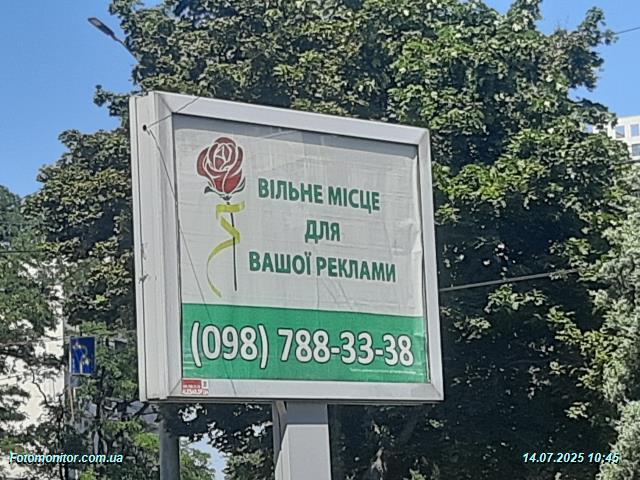 ВІЛЬНЕ МІСЦЕ
ДЛЯ
ВАШОЇ РЕКЛАМИ
(098) 788-33-38
Fotomonitor.com.ua
14.07.2025 10:45